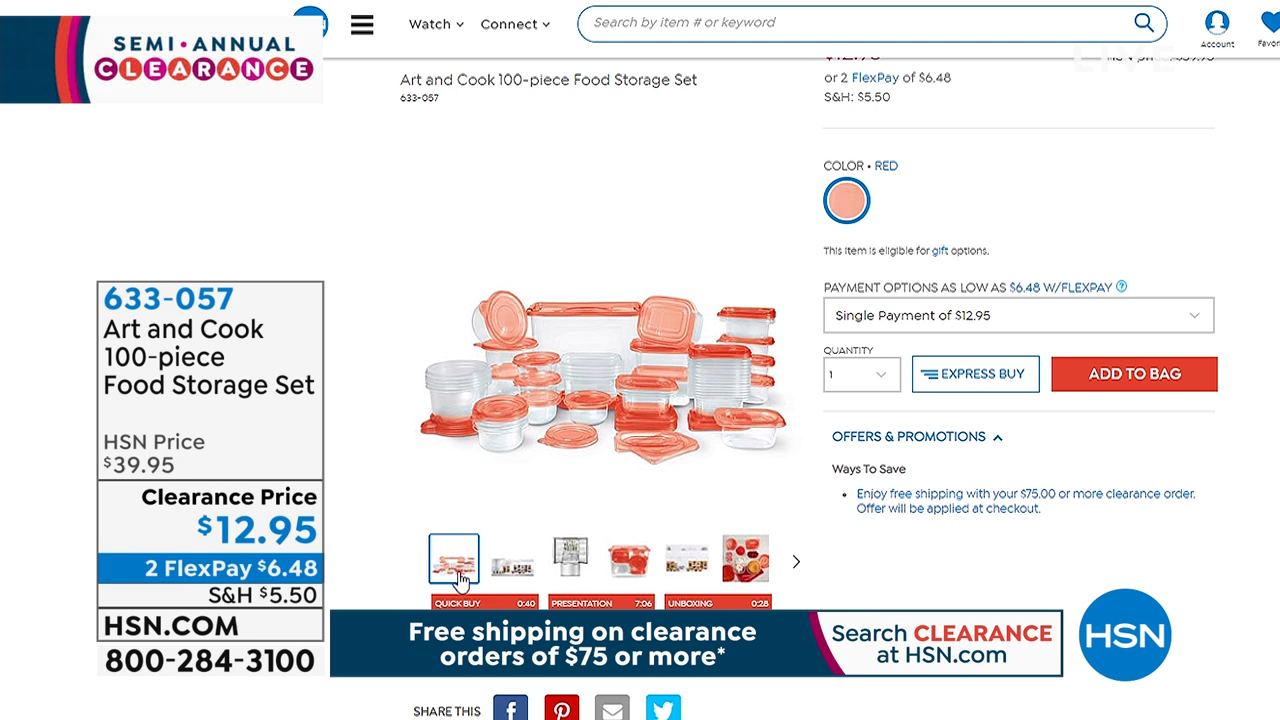 SEMI•ANNUAL
CLEARANCE
Watch
Connect
Search by item # or keyword
Account
LIVE
Art and Cook 100-piece Food Storage Set
633-057
or 2 FlexPay of $6.48
S&H: $5.50
COLOR • RED
This item is eligible for gift options.
PAYMENT OPTIONS AS LOW AS $6.48 W/FLEXPAY ?
Single Payment of $12.95
QUANTITY
1
EXPRESS BUY
ADD TO BAG
OFFERS & PROMOTIONS
Ways To Save
• Enjoy free shipping with your $75.00 or more clearance order.
Offer will be applied at checkout.
633-057
Art and Cook
100-piece
Food Storage Set
HSN Price
$39.95
Clearance Price
$12.95
2 FlexPay $6.48
S&H $5.50
HSN.COM
800-284-3100
QUICK BUY 0:40
PRESENTATION 7:06
UNBOXING 0:28
Free shipping on clearance
orders of $75 or more*
Search CLEARANCE
at HSN.com
HSN
SHARE THIS